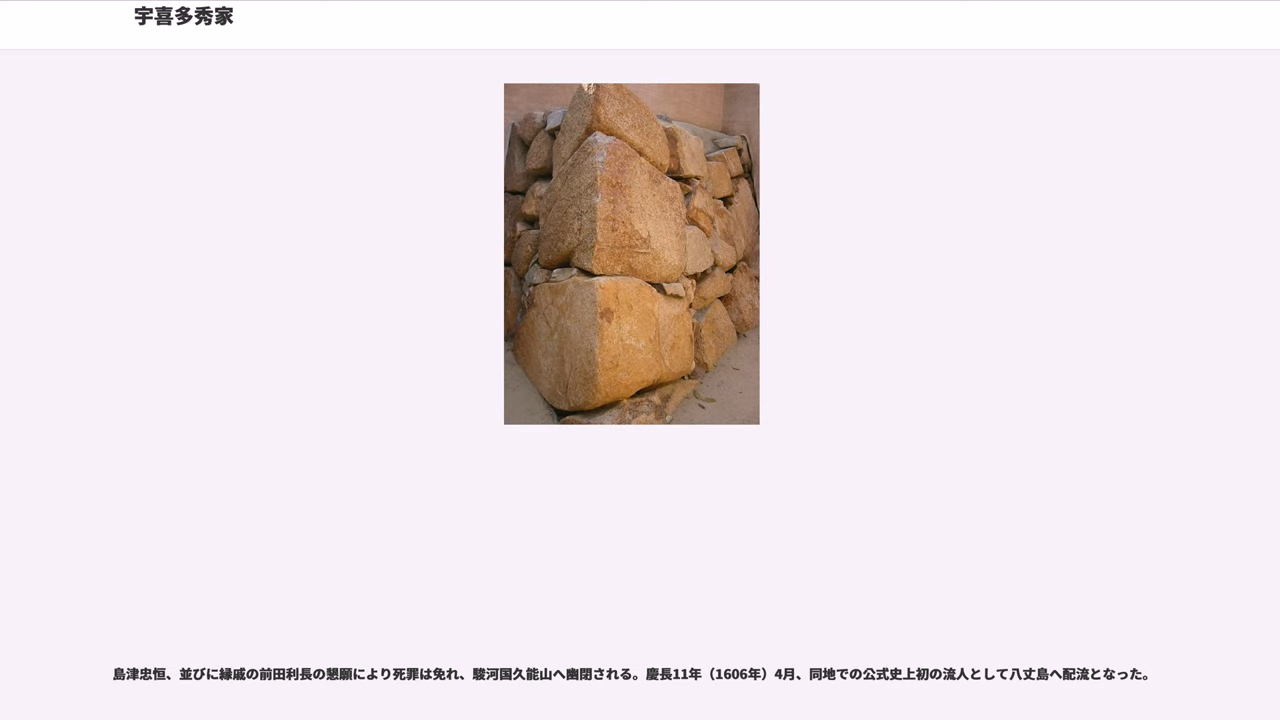 宇喜多秀家
島津忠恒、並びに縁戚の前田利長の懇願により死罪は免れ、駿河国久能山へ幽閉される。慶長11年（1606年）4月、同地での公式史上初の流人として八丈島へ配流となった。